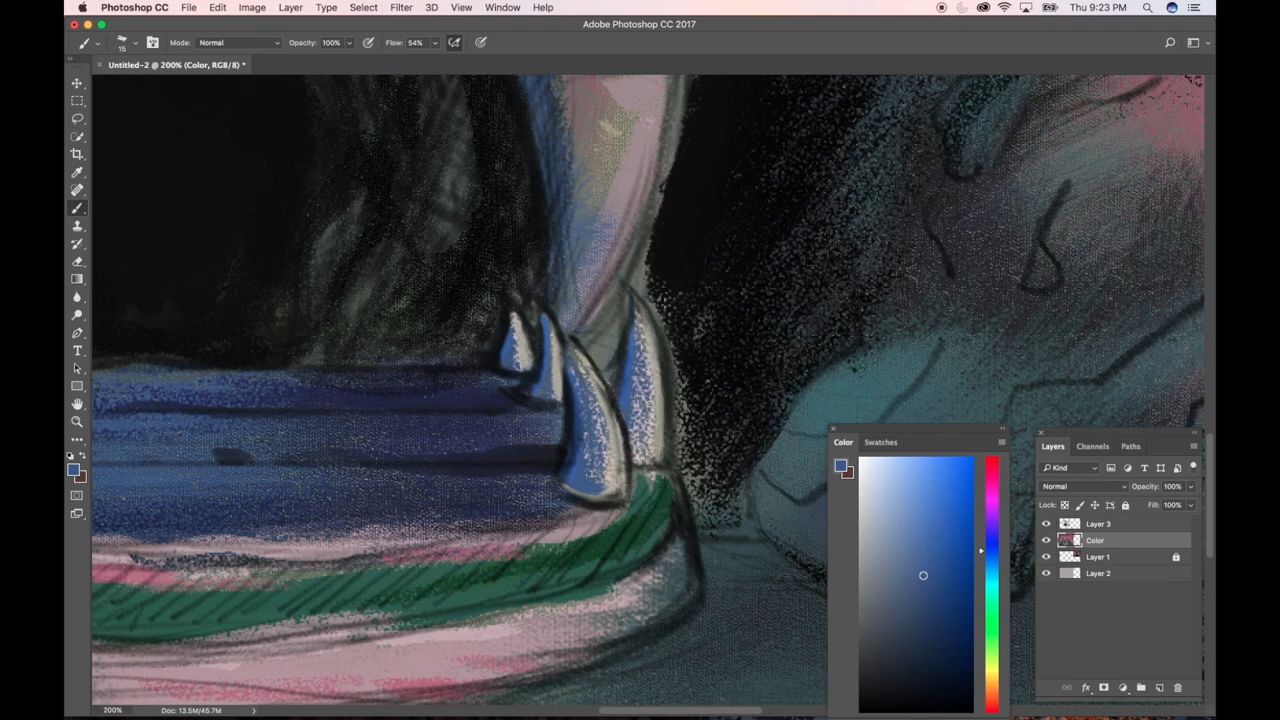 Photoshop CC File Edit Image Layer Type Select Filter 3D View Window Help Thu 9:23 PM
Adobe Photoshop CC 2017
15 Mode: Normal Opacity: 100% Flow: 54%
Untitled-2 @ 200% (Color, RGB/8) *
Color Swatches
Layers Channels Paths
Kind
Normal Opacity: 100%
Lock: Fill: 100%
Layer 3
Color
Layer 1
Layer 2
fx
200% Doc: 13.5M/45.7M